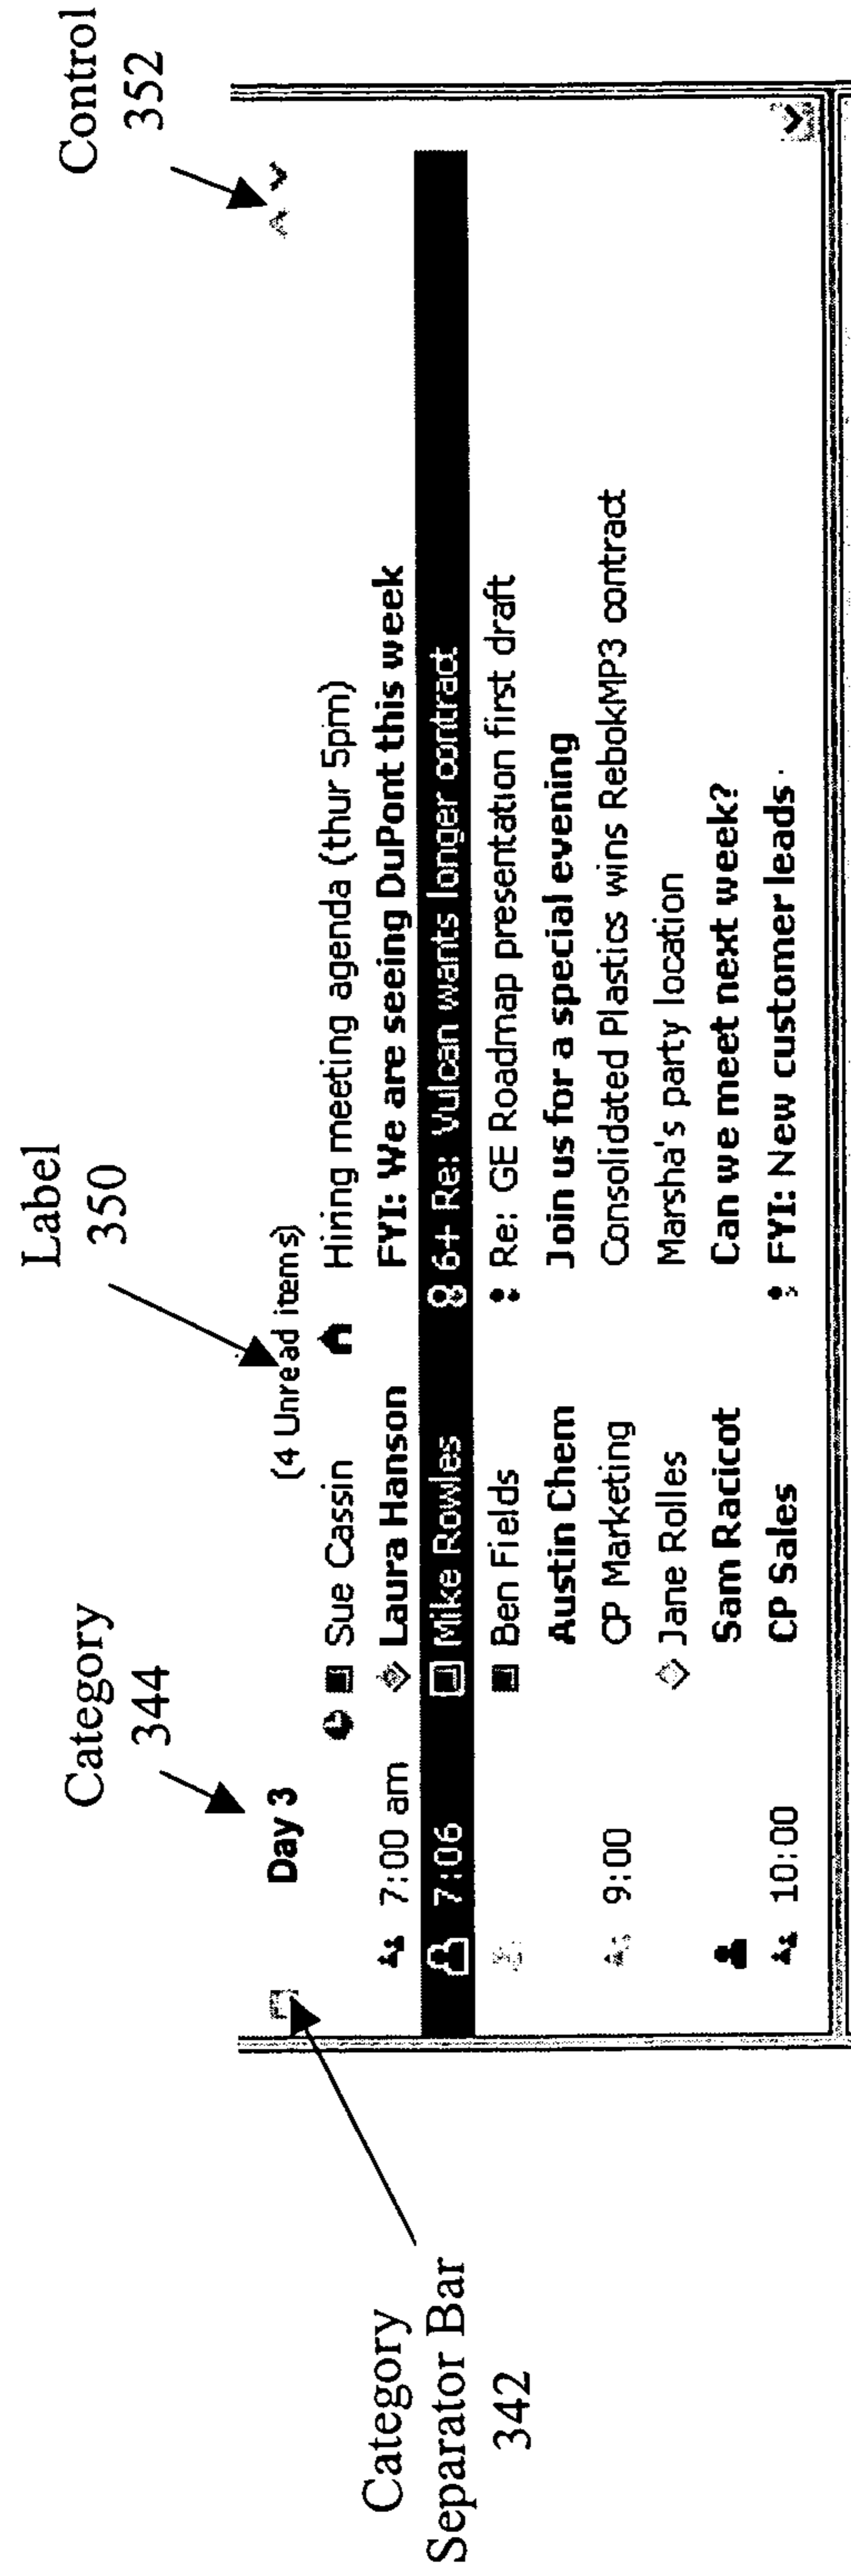 Control
352
Label
350
Category
344
Category
Separator Bar
342
Day 3 (4 Unread items)
Sue Cassin Hiring meeting agenda (thur 5pm)
7:00 am Laura Hanson FYI: We are seeing DuPont this week
7:06 Mike Rowles 6+ Re: Vulcan wants longer contract
Ben Fields Re: GE Roadmap presentation first draft
Austin Chem Join us for a special evening
9:00 CP Marketing Consolidated Plastics wins RebokMP3 contract
Jane Rolles Marsha's party location
Sam Racicot Can we meet next week?
10:00 CP Sales FYI: New customer leads